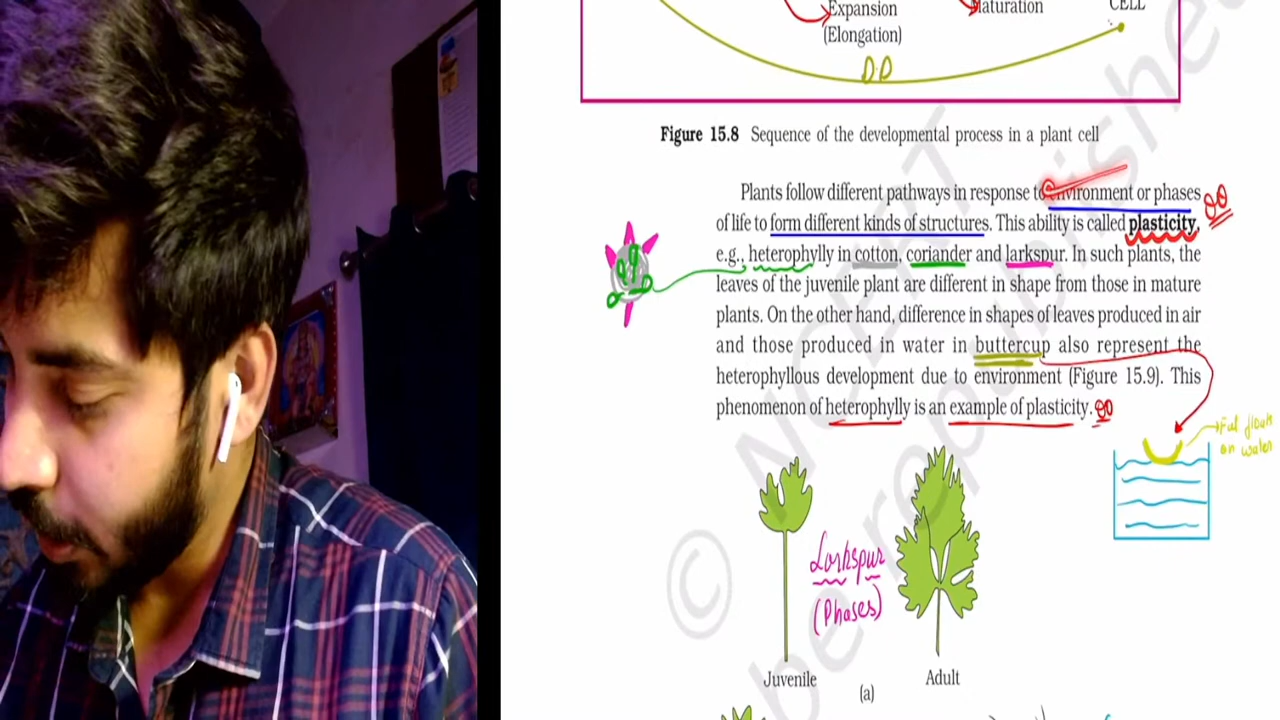 Expansion
(Elongation)
Maturation
CELL
D.D
Figure 15.8 Sequence of the developmental process in a plant cell
Plants follow different pathways in response to environment or phases
of life to form different kinds of structures. This ability is called plasticity,
e.g., heterophylly in cotton, coriander and larkspur. In such plants, the
leaves of the juvenile plant are different in shape from those in mature
plants. On the other hand, difference in shapes of leaves produced in air
and those produced in water in buttercup also represent the
heterophyllous development due to environment (Figure 15.9). This
phenomenon of heterophylly is an example of plasticity.
on water
Larkspur
(Phases)
Juvenile
Adult
(a)
© NCERT
be republished